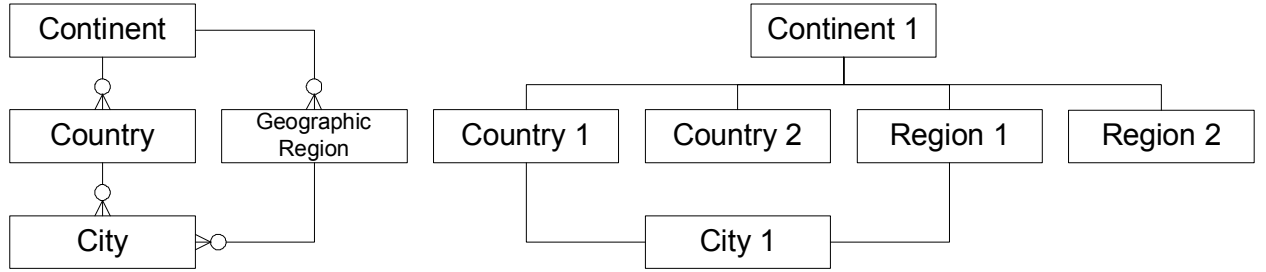 Continent
Country
Geographic
Region
City
Continent 1
Country 1
Country 2
Region 1
Region 2
City 1